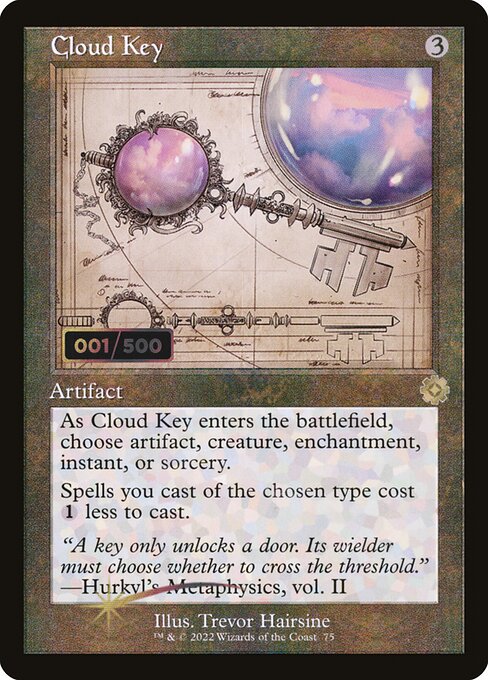 Cloud Key 3
001/500
Artifact
As Cloud Key enters the battlefield,
choose artifact, creature, enchantment,
instant, or sorcery.
Spells you cast of the chosen type cost
1 less to cast.
“A key only unlocks a door. Its wielder
must choose whether to cross the threshold.”
—Hurkyl’s Metaphysics, vol. II
Illus. Trevor Hairsine
™ & © 2022 Wizards of the Coast 75